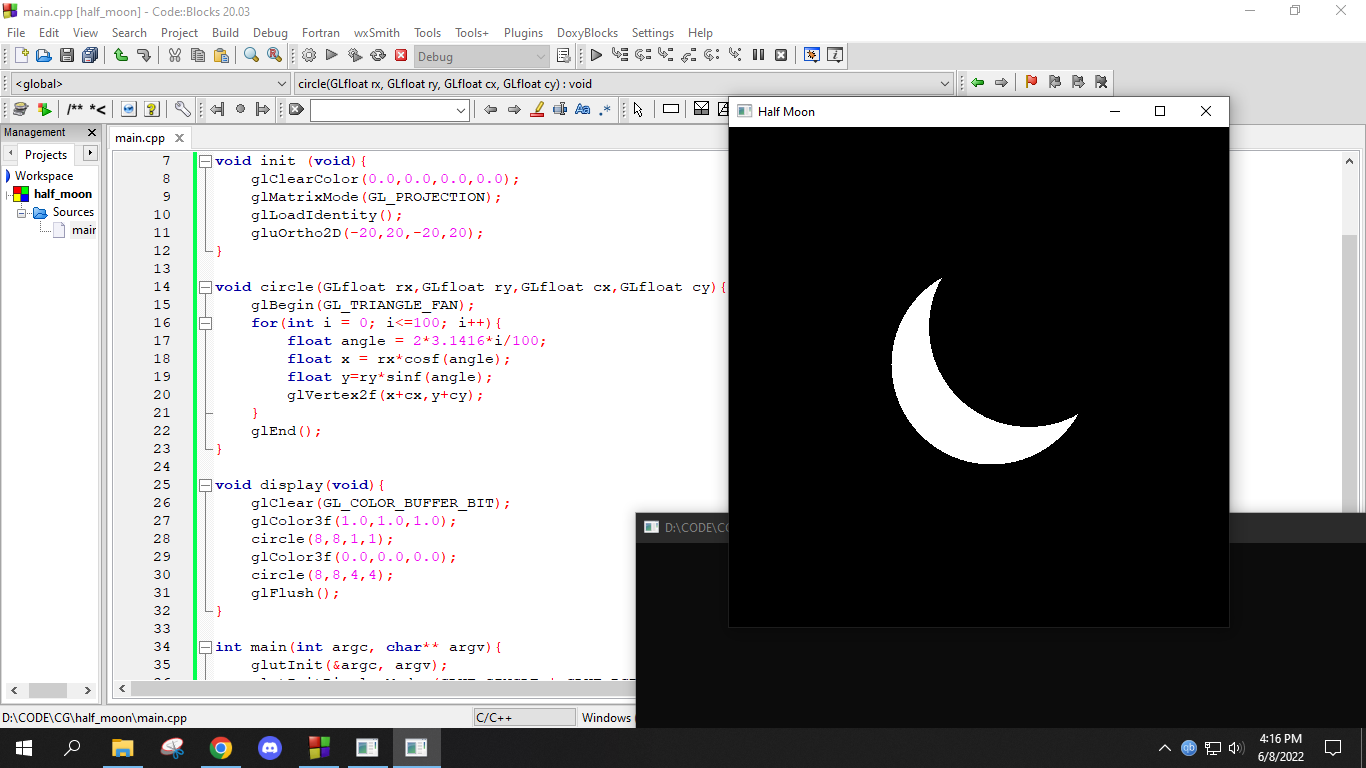 main.cpp [half_moon] - Code::Blocks 20.03
File Edit View Search Project Build Debug Fortran wxSmith Tools Tools+ Plugins DoxyBlocks Settings Help
Debug
<global>
circle(GLfloat rx, GLfloat ry, GLfloat cx, GLfloat cy) : void
/** *<
Aa .*
Management
Projects
Workspace
half_moon
Sources
main.cpp
7 void init (void){
8 glClearColor(0.0,0.0,0.0,0.0);
9 glMatrixMode(GL_PROJECTION);
10 glLoadIdentity();
11 gluOrtho2D(-20,20,-20,20);
12 }
13
14 void circle(GLfloat rx,GLfloat ry,GLfloat cx,GLfloat cy){
15 glBegin(GL_TRIANGLE_FAN);
16 for(int i = 0; i<=100; i++){
17 float angle = 2*3.1416*i/100;
18 float x = rx*cosf(angle);
19 float y=ry*sinf(angle);
20 glVertex2f(x+cx,y+cy);
21 }
22 glEnd();
23 }
24
25 void display(void){
26 glClear(GL_COLOR_BUFFER_BIT);
27 glColor3f(1.0,1.0,1.0);
28 circle(8,8,1,1);
29 glColor3f(0.0,0.0,0.0);
30 circle(8,8,4,4);
31 glFlush();
32 }
33
34 int main(int argc, char** argv){
35 glutInit(&argc, argv);
Half Moon
D:\CODE\CG
D:\CODE\CG\half_moon\main.cpp
C/C++
Windows
qb
4:16 PM
6/8/2022